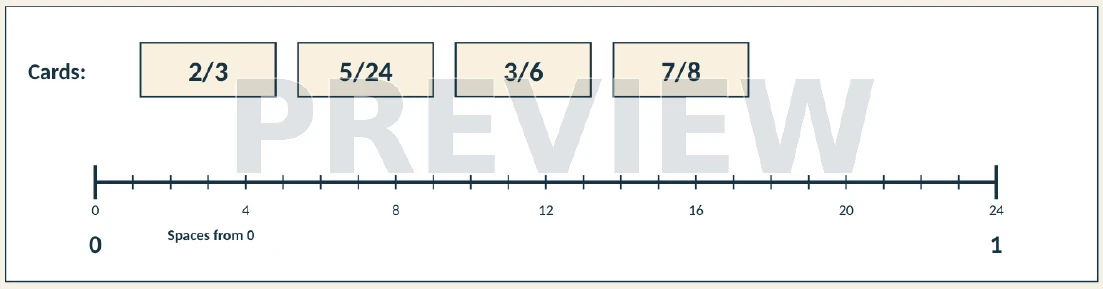 Cards: 2/3 5/24 3/6 7/8
PREVIEW
0 4 8 12 16 20 24
Spaces from 0
0 1